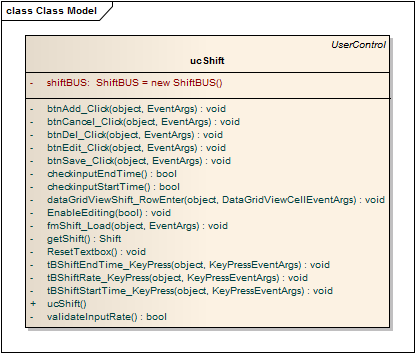 class Class Model
UserControl
ucShift
- shiftBUS: ShiftBUS = new ShiftBUS()
- btnAdd_Click(object, EventArgs) : void
- btnCancel_Click(object, EventArgs) : void
- btnDel_Click(object, EventArgs) : void
- btnEdit_Click(object, EventArgs) : void
- btnSave_Click(object, EventArgs) : void
- checkinputEndTime() : bool
- checkinputStartTime() : bool
- dataGridViewShift_RowEnter(object, DataGridViewCellEventArgs) : void
- EnableEditing(bool) : void
- fmShift_Load(object, EventArgs) : void
- getShift() : Shift
- ResetTextbox() : void
- tBShiftEndTime_KeyPress(object, KeyPressEventArgs) : void
- tBShiftRate_KeyPress(object, KeyPressEventArgs) : void
- tBShiftStartTime_KeyPress(object, KeyPressEventArgs) : void
+ ucShift()
- validateInputRate() : bool